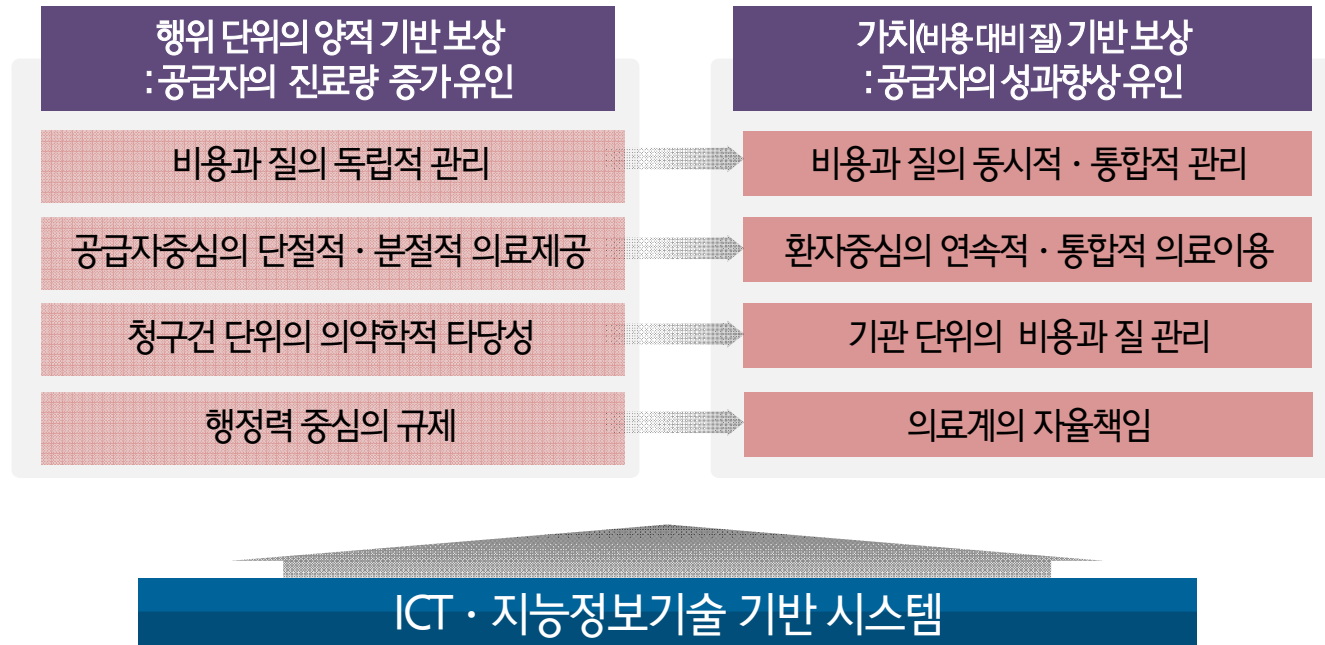 행위 단위의 양적 기반 보상
: 공급자의 진료량 증가 유인
비용과 질의 독립적 관리
공급자중심의 단절적 · 분절적 의료제공
청구건 단위의 의약학적 타당성
행정력 중심의 규제
가치(비용 대비 질) 기반 보상
: 공급자의 성과향상 유인
비용과 질의 동시적 · 통합적 관리
환자중심의 연속적 · 통합적 의료이용
기관 단위의 비용과 질 관리
의료계의 자율책임
ICT · 지능정보기술 기반 시스템